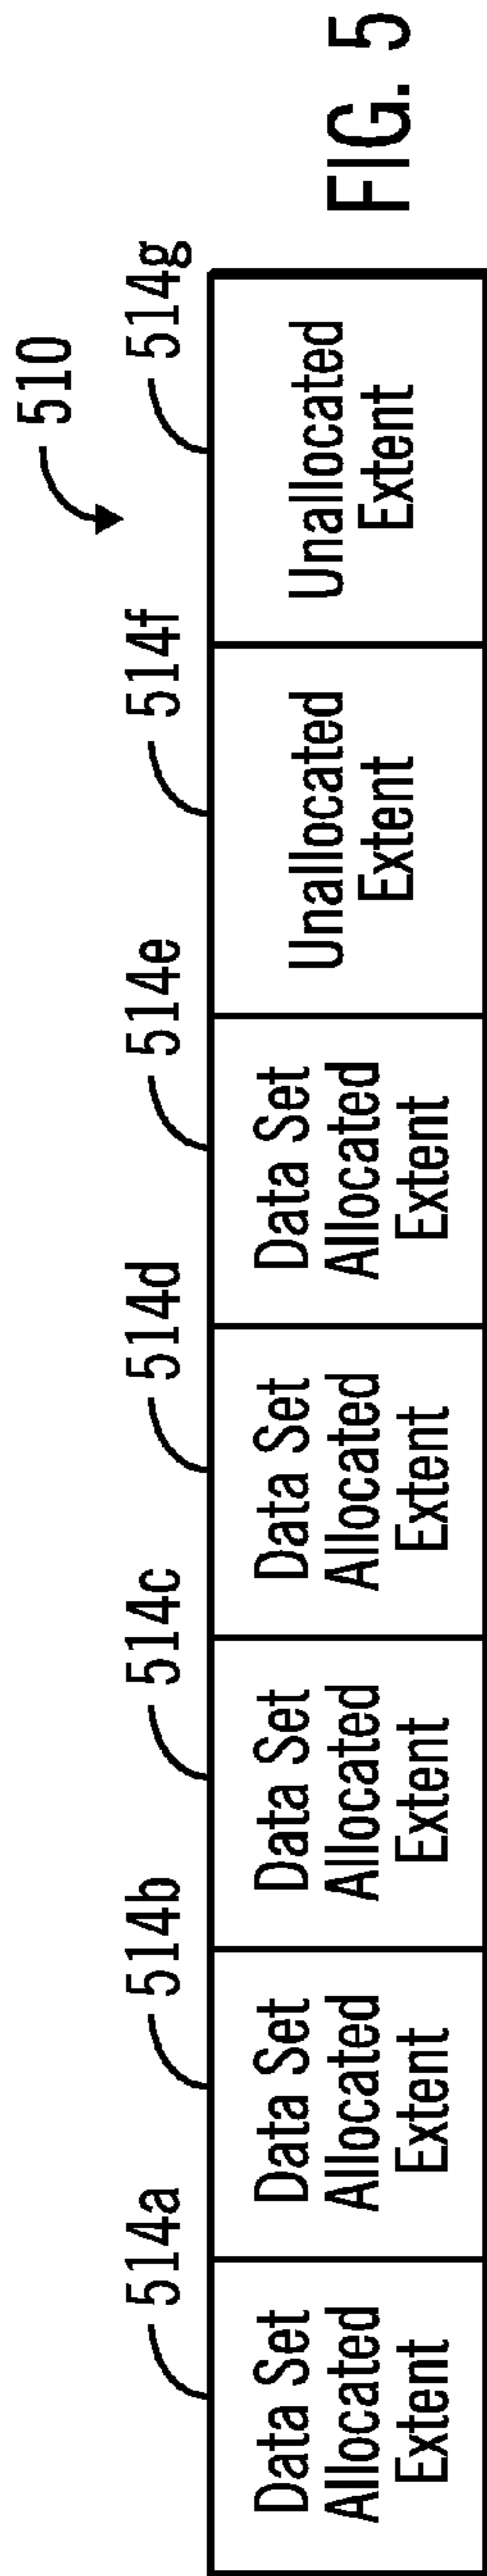 510
514a
514b
514c
514d
514e
514f
514g
Data Set
Allocated
Extent
Data Set
Allocated
Extent
Data Set
Allocated
Extent
Data Set
Allocated
Extent
Data Set
Allocated
Extent
Unallocated
Extent
Unallocated
Extent
FIG. 5